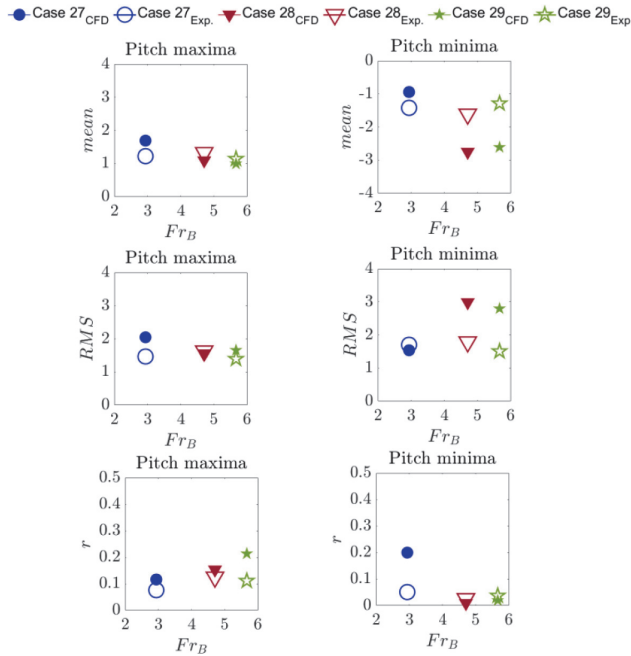 Case 27CFD Case 27Exp. Case 28CFD Case 28Exp. Case 29CFD Case 29Exp
Pitch maxima
mean
4
3
2
1
0
2 3 4 5 6
FrB
Pitch minima
mean
0
-1
-2
-3
-4
2 3 4 5 6
FrB
Pitch maxima
RMS
4
3
2
1
0
2 3 4 5 6
FrB
Pitch minima
RMS
4
3
2
1
0
2 3 4 5 6
FrB
Pitch maxima
r
0.5
0.4
0.3
0.2
0.1
0
2 3 4 5 6
FrB
Pitch minima
r
0.5
0.4
0.3
0.2
0.1
0
2 3 4 5 6
FrB